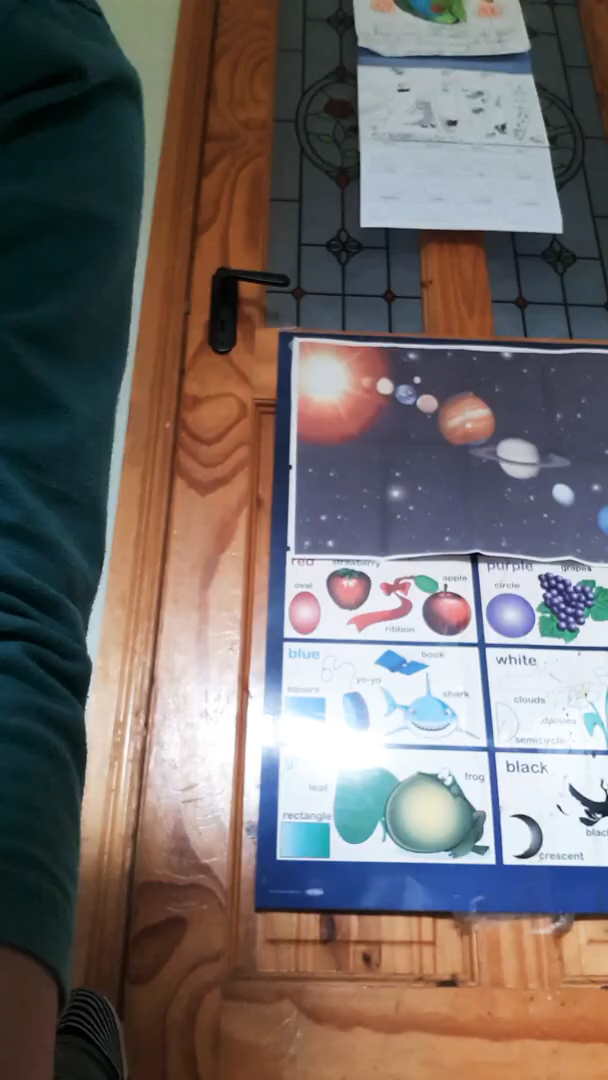 red
strawberry
oval
apple
ribbon
purple
grapes
circle
blue
book
yo-yo
square
shark
white
clouds
daisies
semicircle
leaf
frog
rectangle
black
crescent